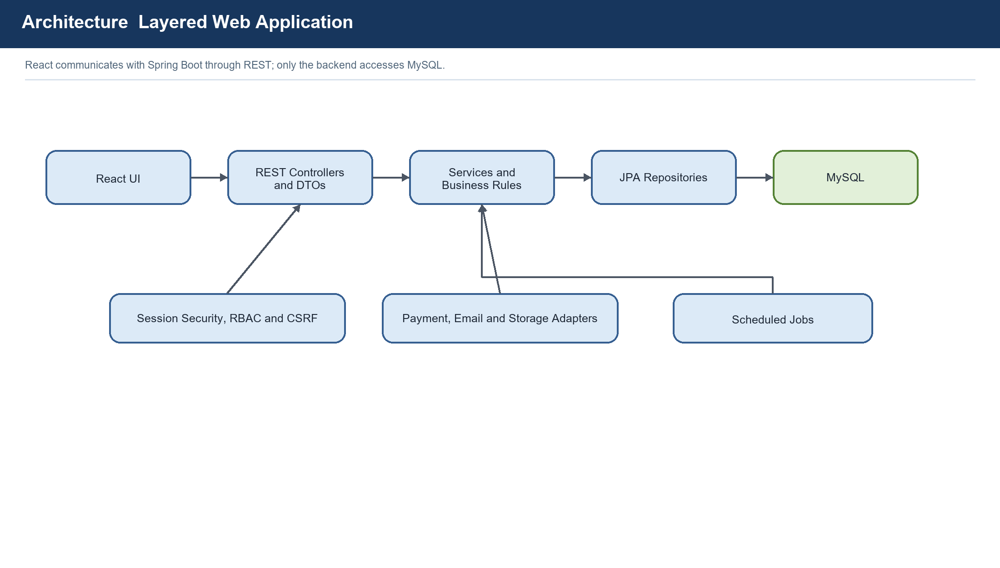 Architecture  Layered Web Application
React communicates with Spring Boot through REST; only the backend accesses MySQL.
React UI
REST Controllers
and DTOs
Services and
Business Rules
JPA Repositories
MySQL
Session Security, RBAC and CSRF
Payment, Email and Storage Adapters
Scheduled Jobs